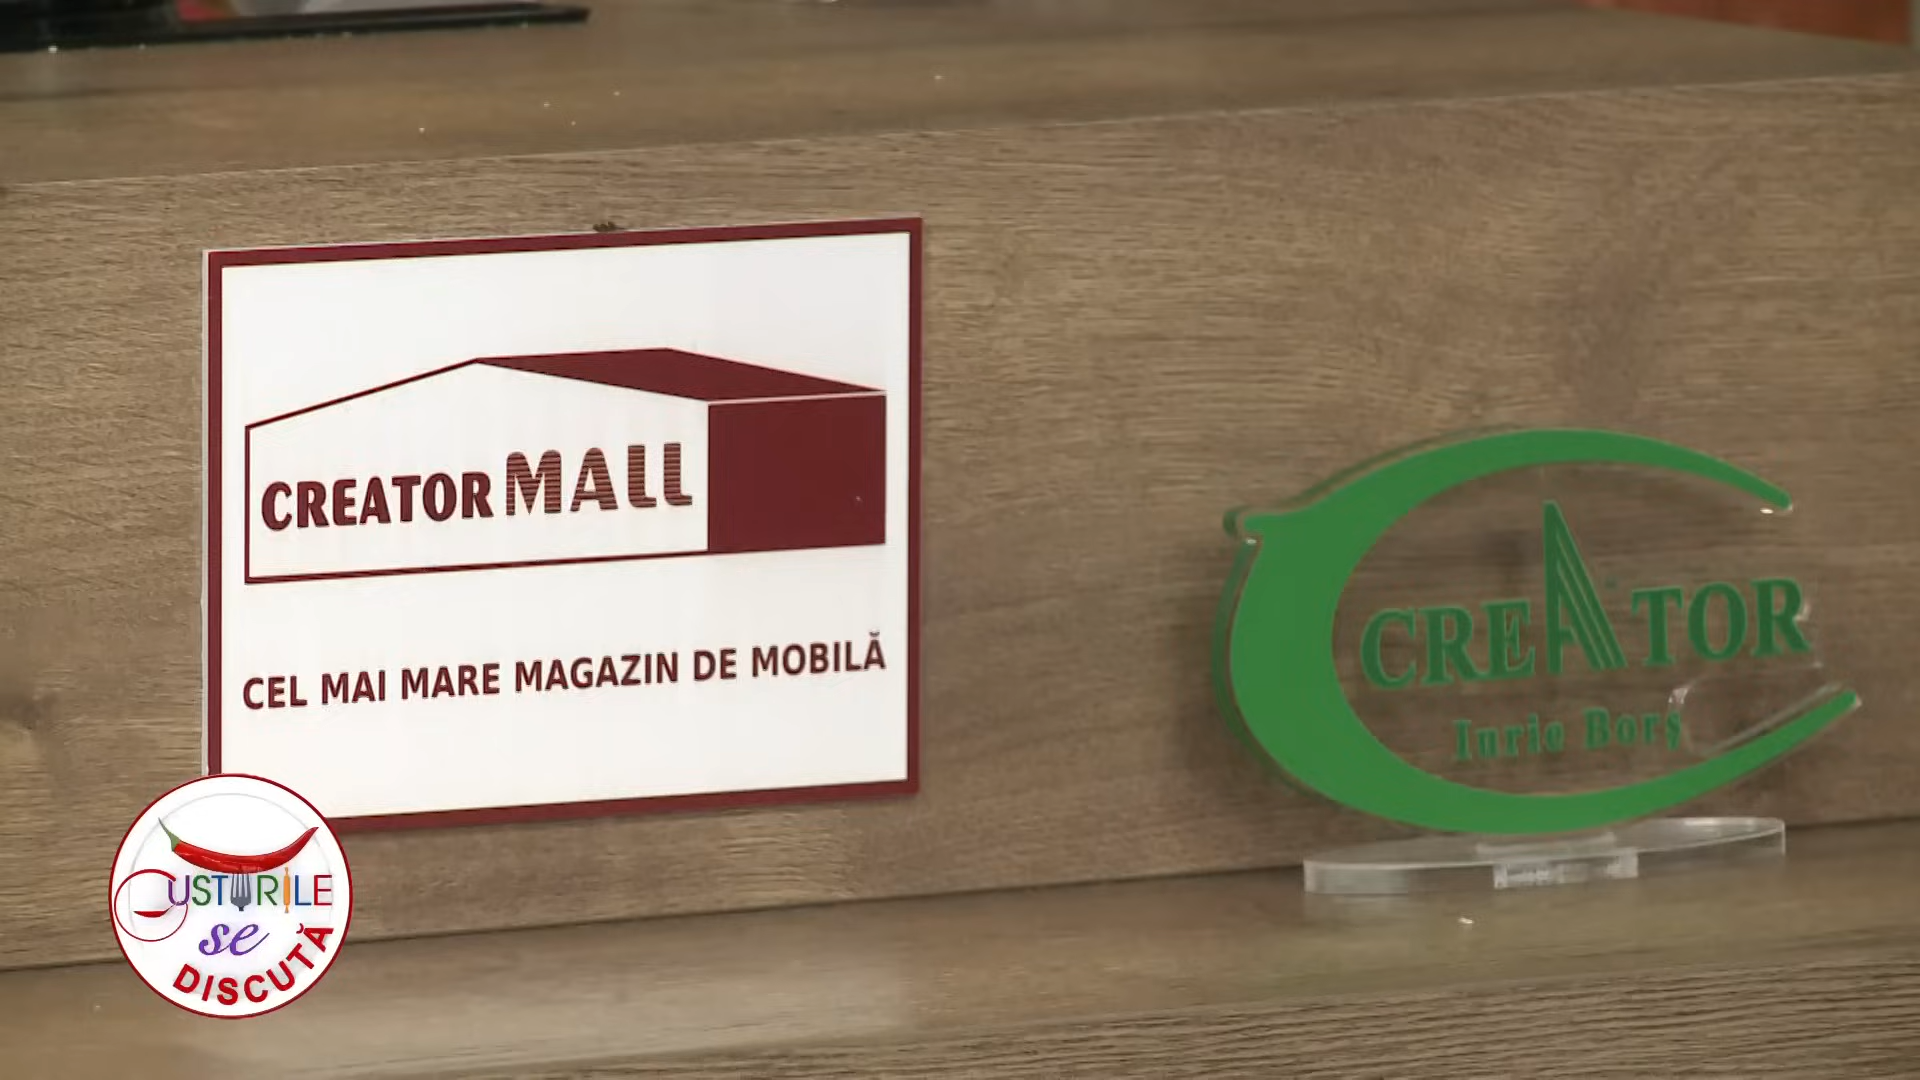 CREATOR MALL
CEL MAI MARE MAGAZIN DE MOBILĂ
CREATOR
Iurie Borș
GUSTURILE
se
DISCUTĂ